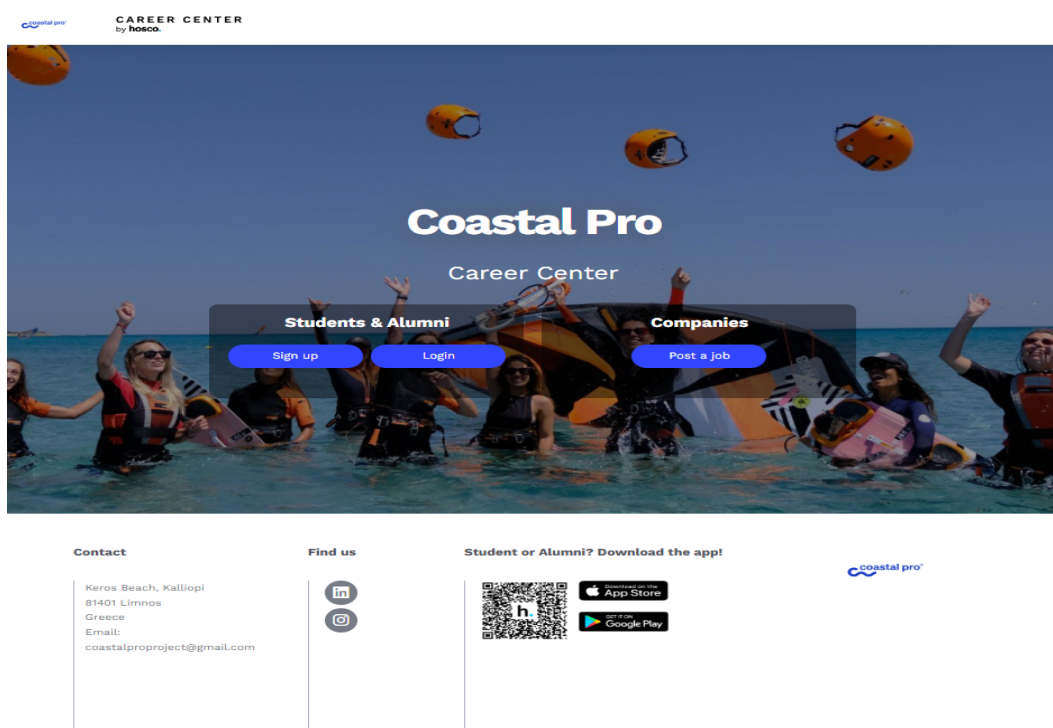 coastal pro
CAREER CENTER
by hosco.
Coastal Pro
Career Center
Students & Alumni
Sign up
Login
Companies
Post a job
Contact
Keros Beach, Kalliopi
81401 Limnos
Greece
Email:
coastalproproject@gmail.com
Find us
in
Student or Alumni? Download the app!
h.
Download on the
App Store
GET IT ON
Google Play
coastal pro